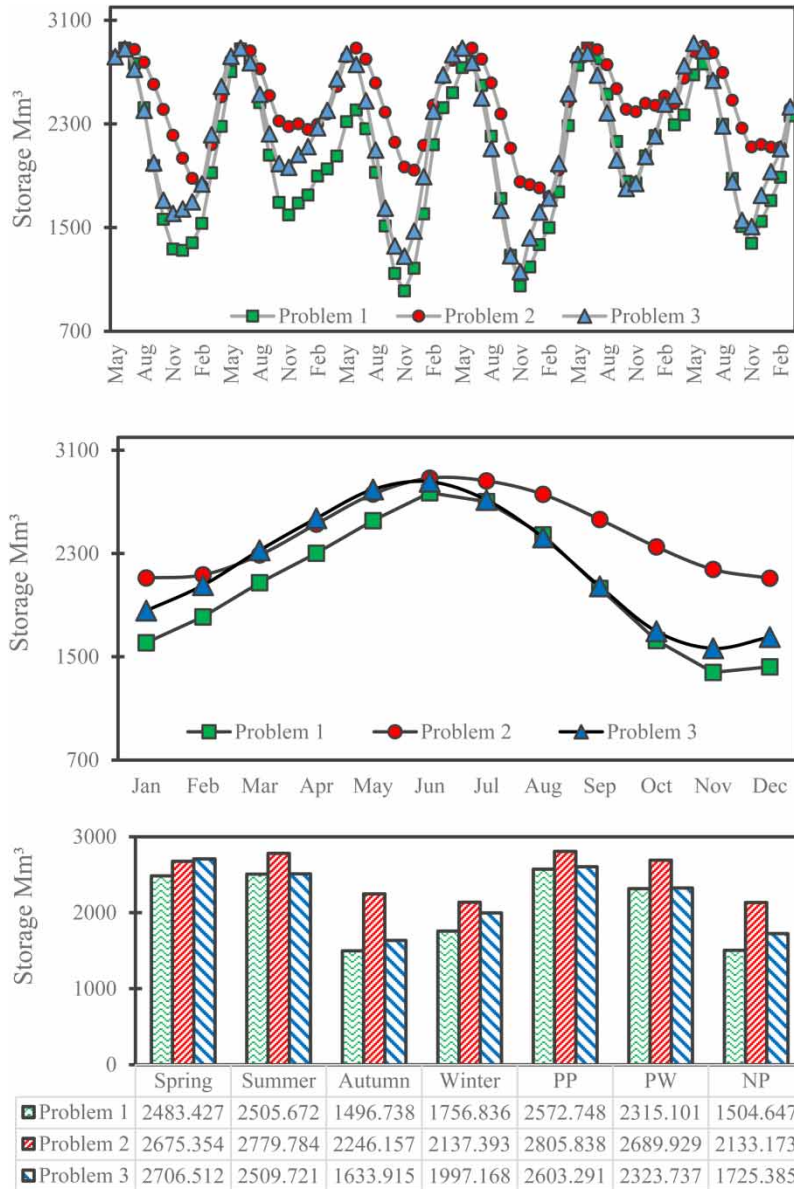 3100
2300
1500
700
Storage Mm³
Problem 1 Problem 2 Problem 3
May Aug Nov Feb May Aug Nov Feb May Aug Nov Feb May Aug Nov Feb May Aug Nov Feb May Aug Nov Feb
3100
2300
1500
700
Storage Mm³
Problem 1 Problem 2 Problem 3
Jan Feb Mar Apr May Jun Jul Aug Sep Oct Nov Dec
3000
2000
1000
0
Storage Mm³
Spring Summer Autumn Winter PP PW NP
Problem 1 2483.427 2505.672 1496.738 1756.836 2572.748 2315.101 1504.647
Problem 2 2675.354 2779.784 2246.157 2137.393 2805.838 2689.929 2133.173
Problem 3 2706.512 2509.721 1633.915 1997.168 2603.291 2323.737 1725.385